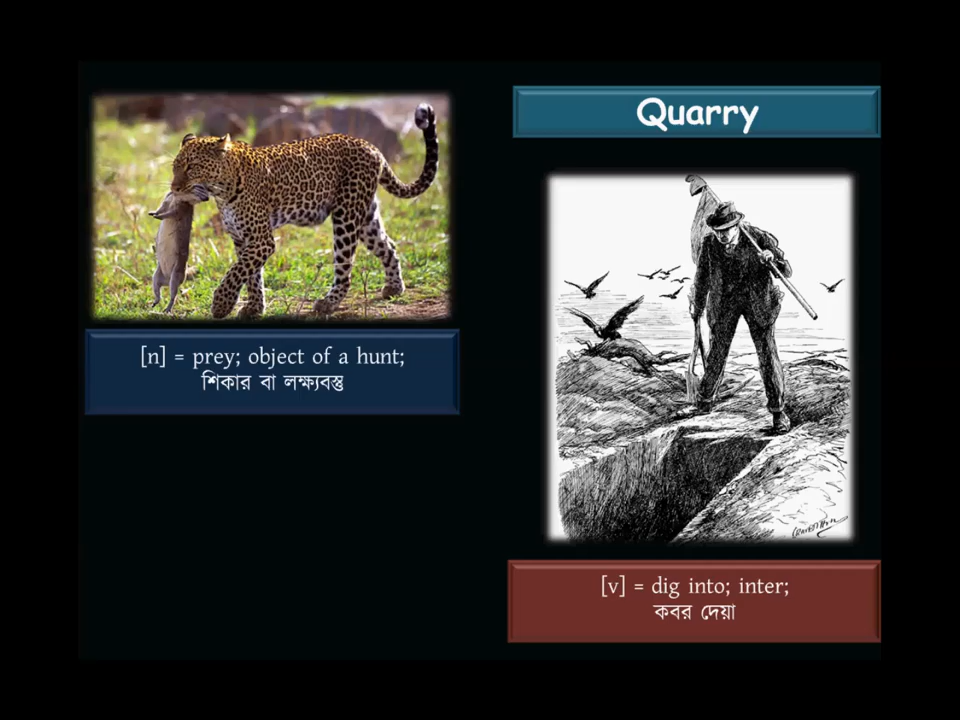 Quarry
[n] = prey; object of a hunt;
শিকার বা লক্ষ্যবস্তু
[v] = dig into; inter;
কবর দেয়া